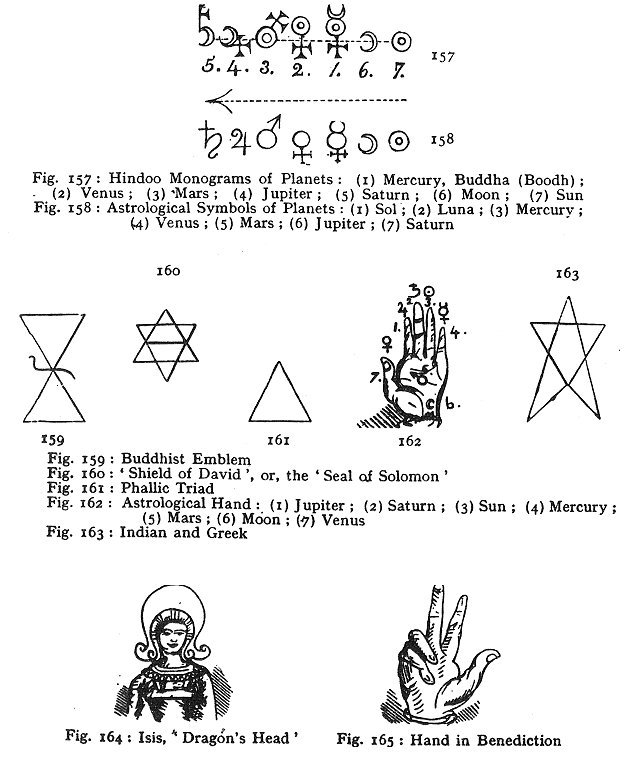 157
5. 4. 3. 2. 1. 6. 7.
158
Fig. 157 : Hindoo Monograms of Planets : (1) Mercury, Buddha (Boodh) ;
(2) Venus ; (3) Mars ; (4) Jupiter ; (5) Saturn ; (6) Moon ; (7) Sun
Fig. 158 : Astrological Symbols of Planets : (1) Sol ; (2) Luna ; (3) Mercury ;
(4) Venus ; (5) Mars ; (6) Jupiter ; (7) Saturn
160
163
1. 2. 3. 4.
7. 5. 6.
159
161
162
Fig. 159 : Buddhist Emblem
Fig. 160 : ‘ Shield of David ’, or, the ‘ Seal of Solomon ’
Fig. 161 : Phallic Triad
Fig. 162 : Astrological Hand : (1) Jupiter ; (2) Saturn ; (3) Sun ; (4) Mercury ;
(5) Mars ; (6) Moon ; (7) Venus
Fig. 163 : Indian and Greek
Fig. 164 : Isis, ‘ Dragon's Head ’
Fig. 165 : Hand in Benediction